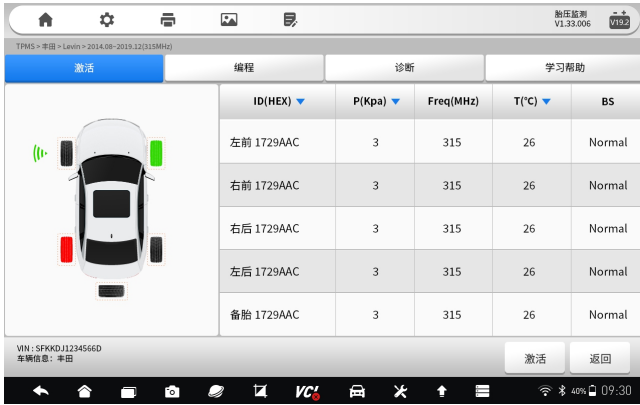 胎压监测
V1.33.006
V19.2
TPMS > 丰田 > Levin > 2014.08-2019.12(315MHz)
激活 编程 诊断 学习帮助
ID(HEX) P(Kpa) Freq(MHz) T(℃) BS
左前 1729AAC 3 315 26 Normal
右前 1729AAC 3 315 26 Normal
右后 1729AAC 3 315 26 Normal
左后 1729AAC 3 315 26 Normal
备胎 1729AAC 3 315 26 Normal
VIN : SFKKDJ1234566D
车辆信息: 丰田
激活 返回
VCI 40% 09:30